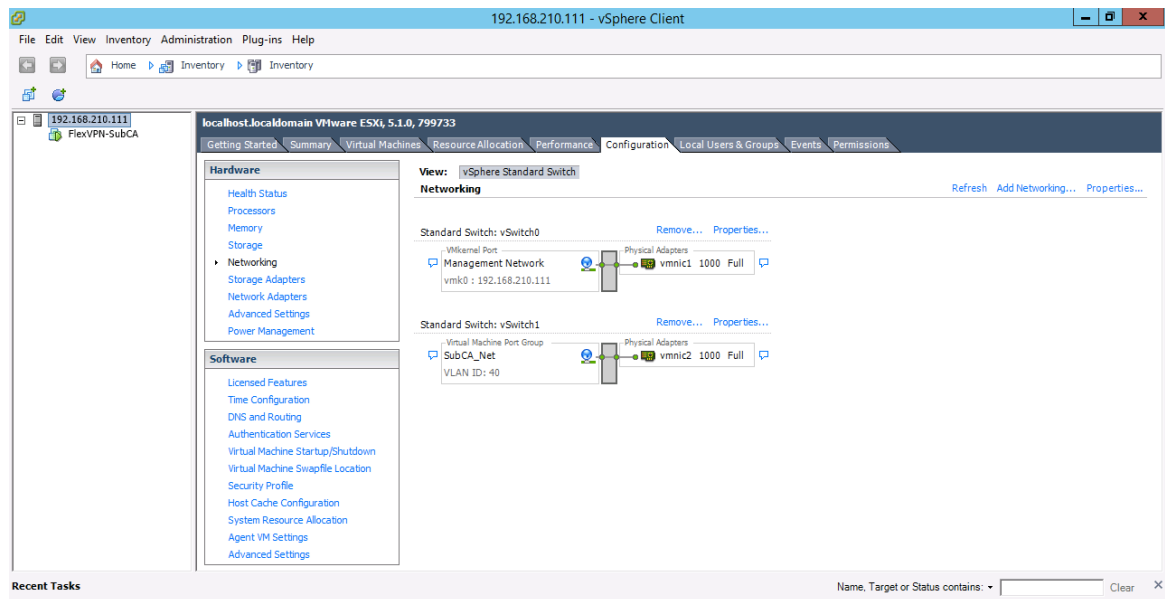 192.168.210.111 - vSphere Client
File Edit View Inventory Administration Plug-ins Help
Home Inventory Inventory
192.168.210.111
FlexVPN-SubCA
localhost.localdomain VMware ESXi, 5.1.0, 799733
Getting Started Summary Virtual Machines Resource Allocation Performance Configuration Local Users & Groups Events Permissions
Hardware
Health Status
Processors
Memory
Storage
Networking
Storage Adapters
Network Adapters
Advanced Settings
Power Management
Software
Licensed Features
Time Configuration
DNS and Routing
Authentication Services
Virtual Machine Startup/Shutdown
Virtual Machine Swapfile Location
Security Profile
Host Cache Configuration
System Resource Allocation
Agent VM Settings
Advanced Settings
View: vSphere Standard Switch
Networking Refresh Add Networking... Properties...
Standard Switch: vSwitch0 Remove... Properties...
VMkernel Port Physical Adapters
Management Network vmnic1 1000 Full
vmk0 : 192.168.210.111
Standard Switch: vSwitch1 Remove... Properties...
Virtual Machine Port Group Physical Adapters
SubCA_Net vmnic2 1000 Full
VLAN ID: 40
Recent Tasks Name, Target or Status contains: Clear